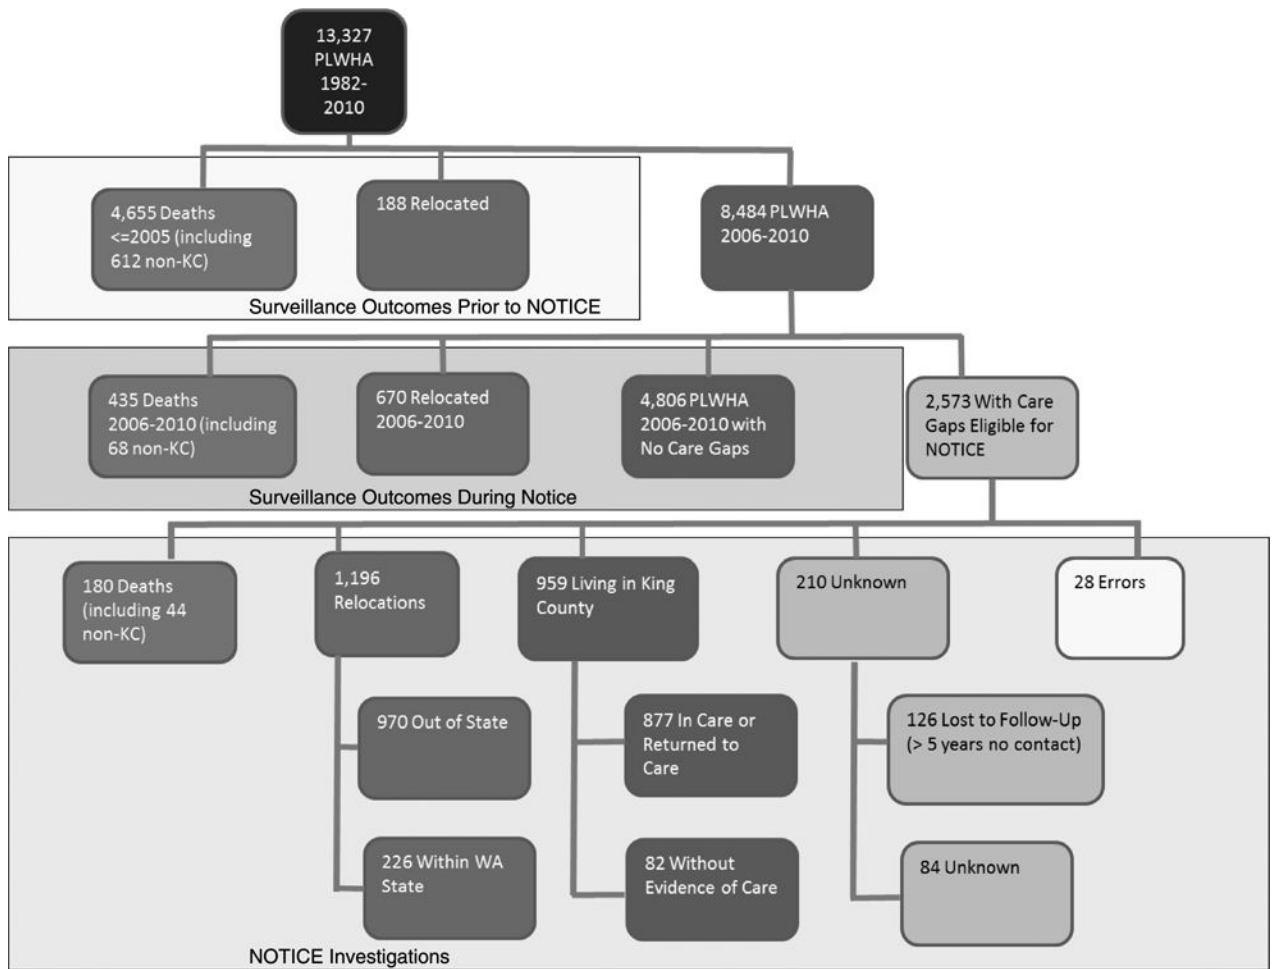 13,327
PLWHA
1982-
2010
4,655 Deaths
<=2005 (including
612 non-KC)
188 Relocated
8,484 PLWHA
2006-2010
Surveillance Outcomes Prior to NOTICE
435 Deaths
2006-2010 (including
68 non-KC)
670 Relocated
2006-2010
4,806 PLWHA
2006-2010 with
No Care Gaps
2,573 With Care
Gaps Eligible for
NOTICE
Surveillance Outcomes During Notice
180 Deaths
(including 44
non-KC)
1,196
Relocations
959 Living in King
County
210 Unknown
28 Errors
970 Out of State
877 In Care or
Returned to
Care
126 Lost to Follow-Up
(> 5 years no contact)
226 Within WA
State
82 Without
Evidence of Care
84 Unknown
NOTICE Investigations